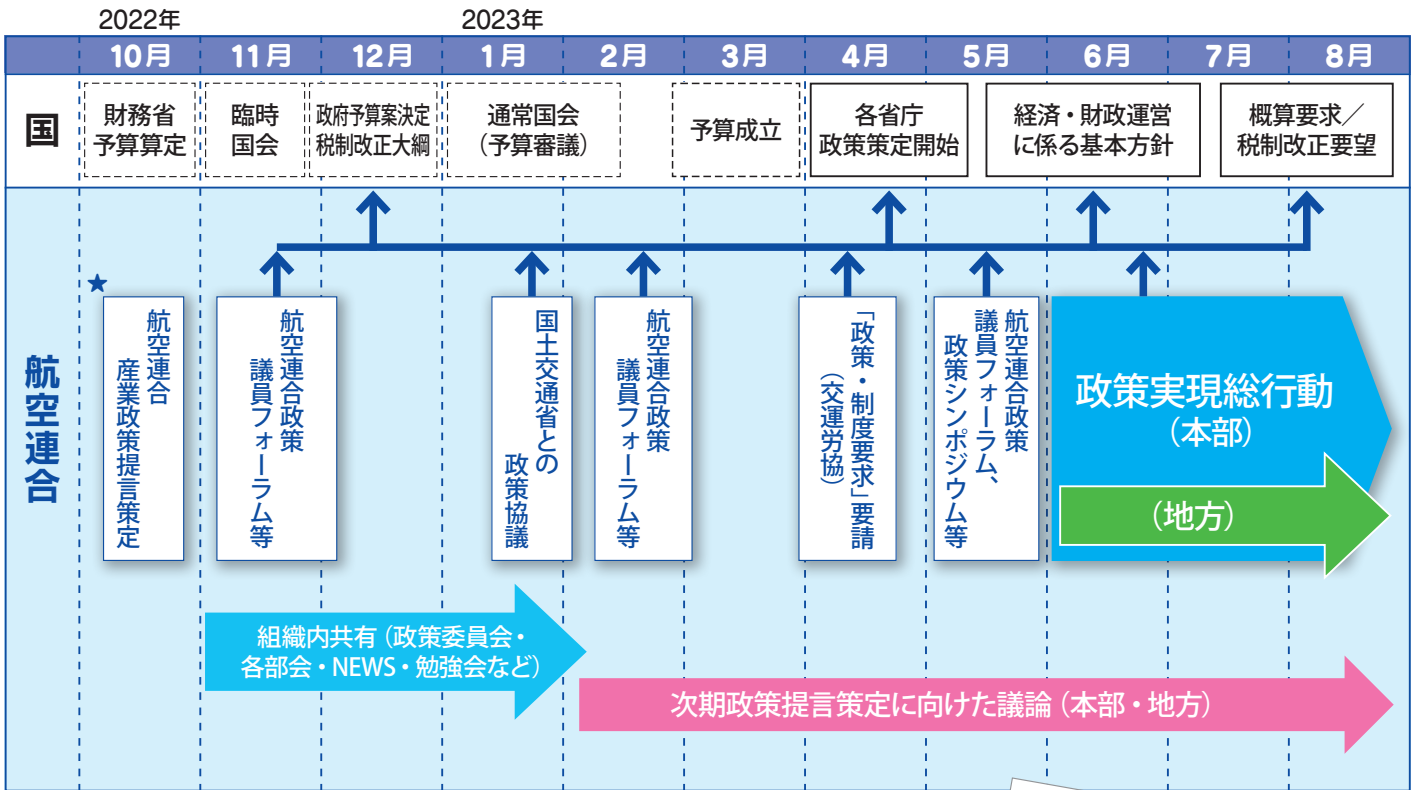 2022年
2023年
10月
11月
12月
1月
2月
3月
4月
5月
6月
7月
8月
国
財務省
予算算定
臨時
国会
政府予算案決定
税制改正大綱
通常国会
(予算審議)
予算成立
各省庁
政策策定開始
経済・財政運営
に係る基本方針
概算要求／
税制改正要望
航空連合
★
航空連合
産業政策提言策定
航空連合政策
議員フォーラム等
国土交通省との
政策協議
航空連合政策
議員フォーラム等
「政策・制度要求」要請
(交運労協)
航空連合政策
議員フォーラム、
政策シンポジウム等
政策実現総行動
(本部)
(地方)
組織内共有(政策委員会・
各部会・NEWS・勉強会など)
次期政策提言策定に向けた議論(本部・地方)